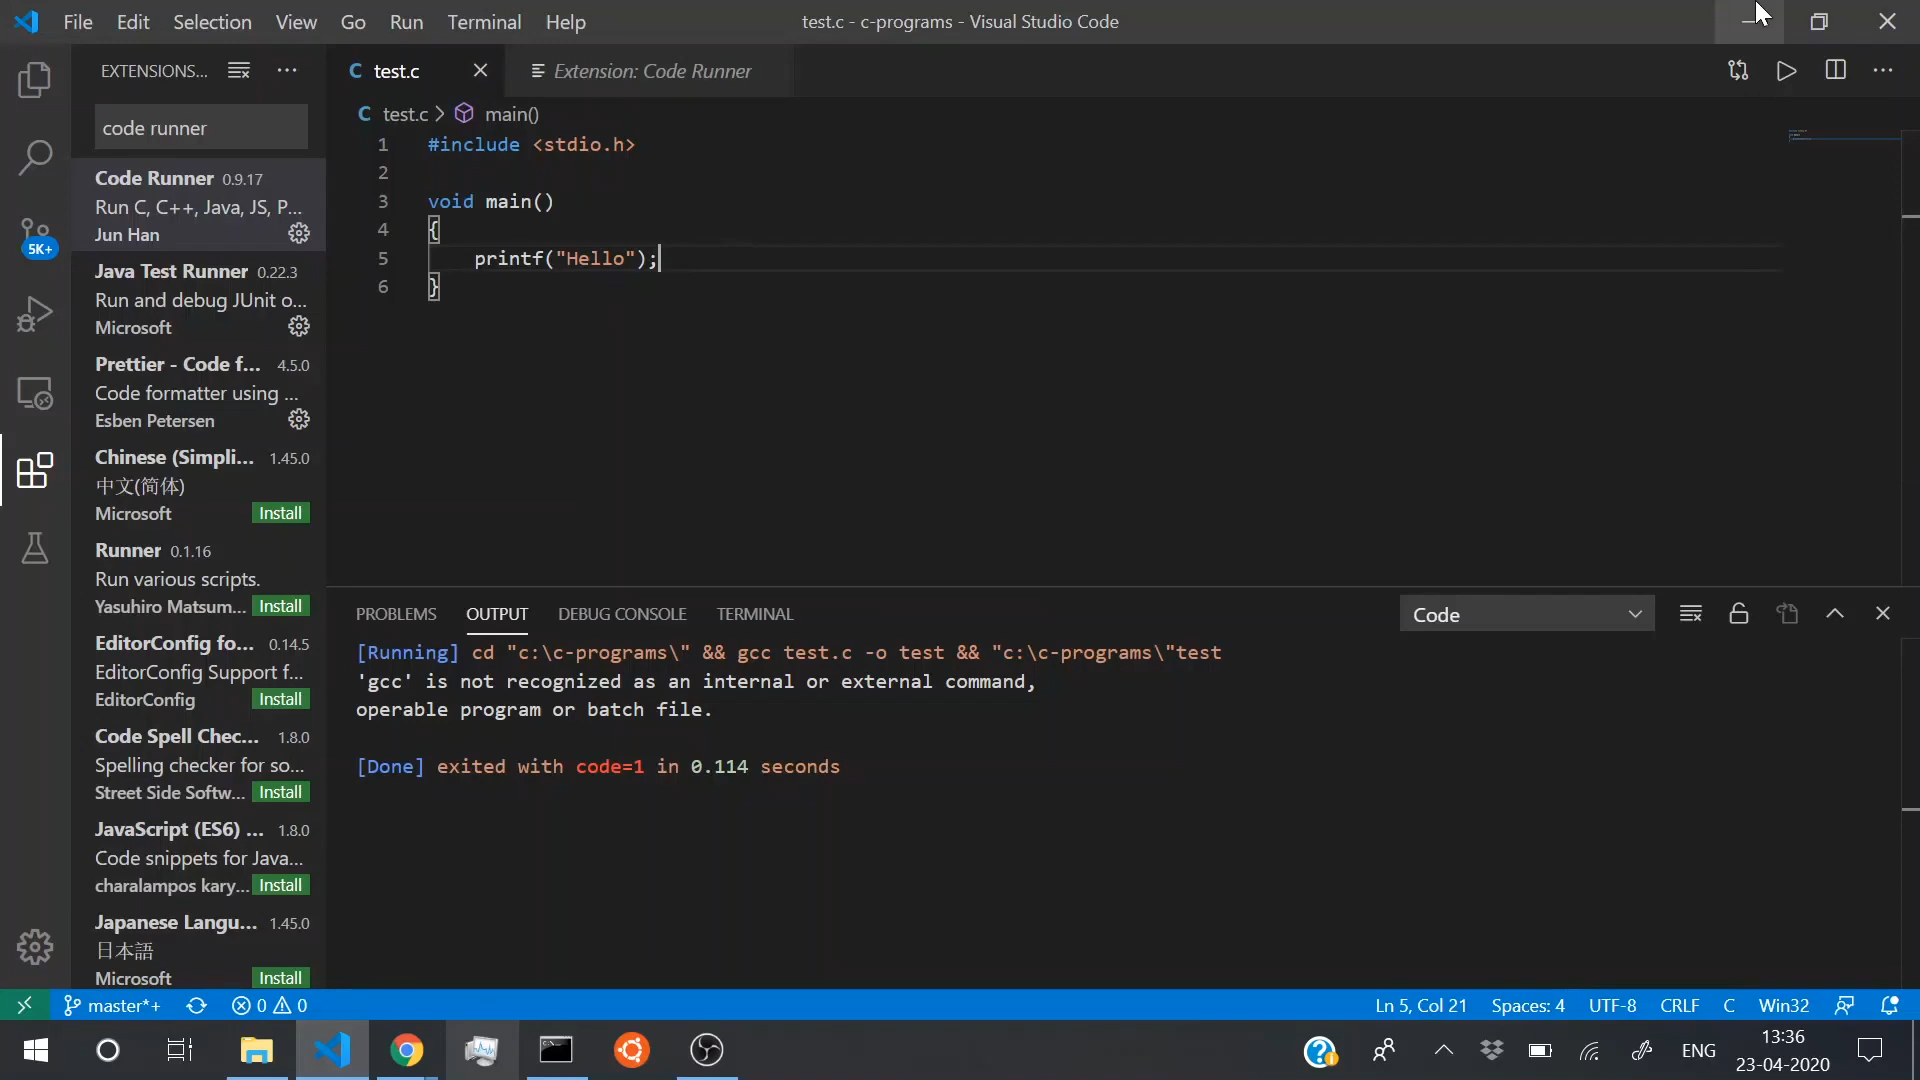 File Edit Selection View Go Run Terminal Help test.c - c-programs - Visual Studio Code
EXTENSIONS...
code runner
Code Runner 0.9.17
Run C, C++, Java, JS, P...
Jun Han
Java Test Runner 0.22.3
Run and debug JUnit o...
Microsoft
Prettier - Code f... 4.5.0
Code formatter using ...
Esben Petersen
Chinese (Simpli... 1.45.0
中文(简体)
Microsoft Install
Runner 0.1.16
Run various scripts.
Yasuhiro Matsum... Install
EditorConfig fo... 0.14.5
EditorConfig Support f...
EditorConfig Install
Code Spell Chec... 1.8.0
Spelling checker for so...
Street Side Softw... Install
JavaScript (ES6) ... 1.8.0
Code snippets for Java...
charalampos kary... Install
Japanese Langu... 1.45.0
日本語
Microsoft Install
5K+
C test.c Extension: Code Runner
C test.c > main()
1 #include <stdio.h>
2
3 void main()
4 {
5 printf("Hello");
6 }
PROBLEMS OUTPUT DEBUG CONSOLE TERMINAL Code
[Running] cd "c:\c-programs\" && gcc test.c -o test && "c:\c-programs\"test
'gcc' is not recognized as an internal or external command,
operable program or batch file.
[Done] exited with code=1 in 0.114 seconds
master*+ 0 0 Ln 5, Col 21 Spaces: 4 UTF-8 CRLF C Win32
ENG 13:36
23-04-2020